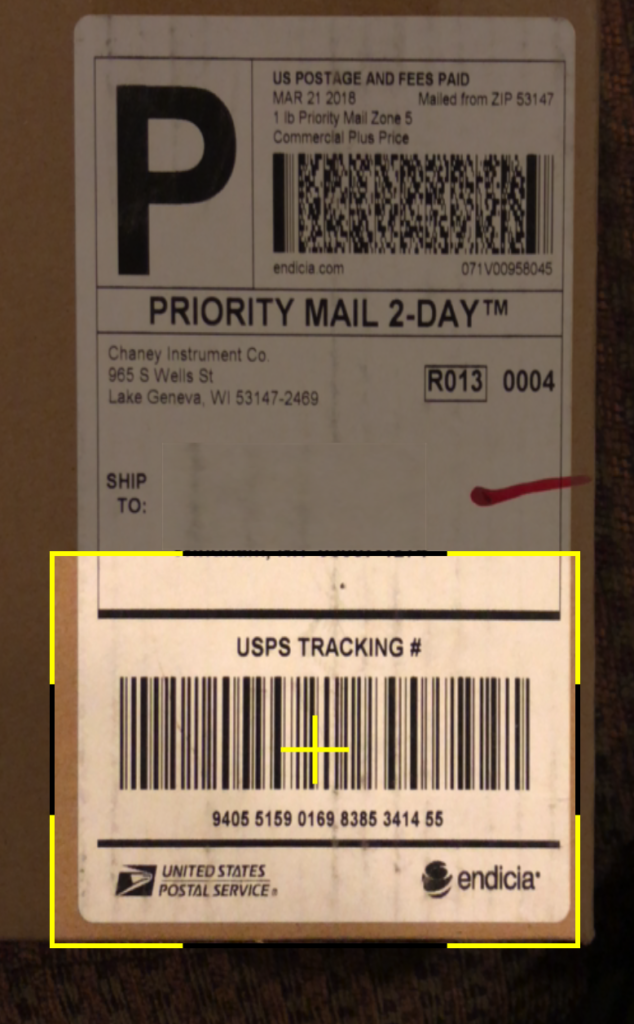 P
US POSTAGE AND FEES PAID
MAR 21 2018 Mailed from ZIP 53147
1 lb Priority Mail Zone 5
Commercial Plus Price
endicia.com 071V00958045
PRIORITY MAIL 2-DAY™
Chaney Instrument Co.
965 S Wells St
Lake Geneva, WI 53147-2469
R013 0004
SHIP
TO:
USPS TRACKING #
9405 5159 0169 8385 3414 55
UNITED STATES
POSTAL SERVICE®
endicia